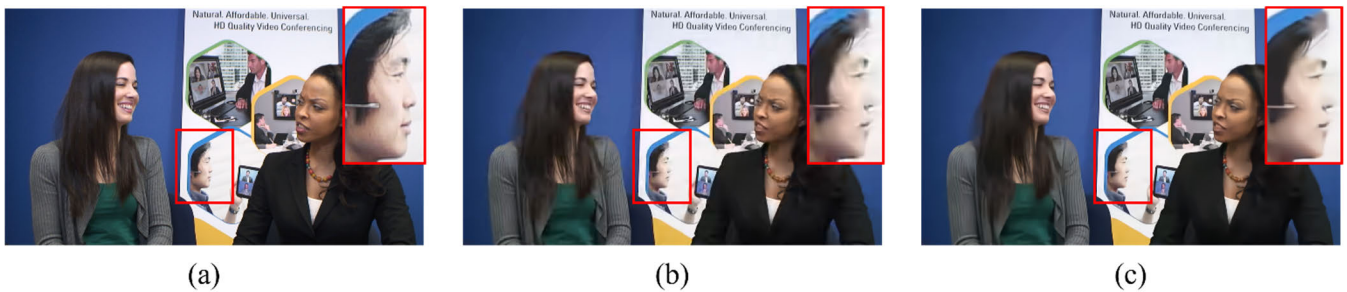 Natural. Affordable. Universal.
HD Quality Video Conferencing
Natural. Affordable. Universal.
HD Quality Video Conferencing
Natural. Affordable. Universal.
HD Quality Video Conferencing
(a)
(b)
(c)